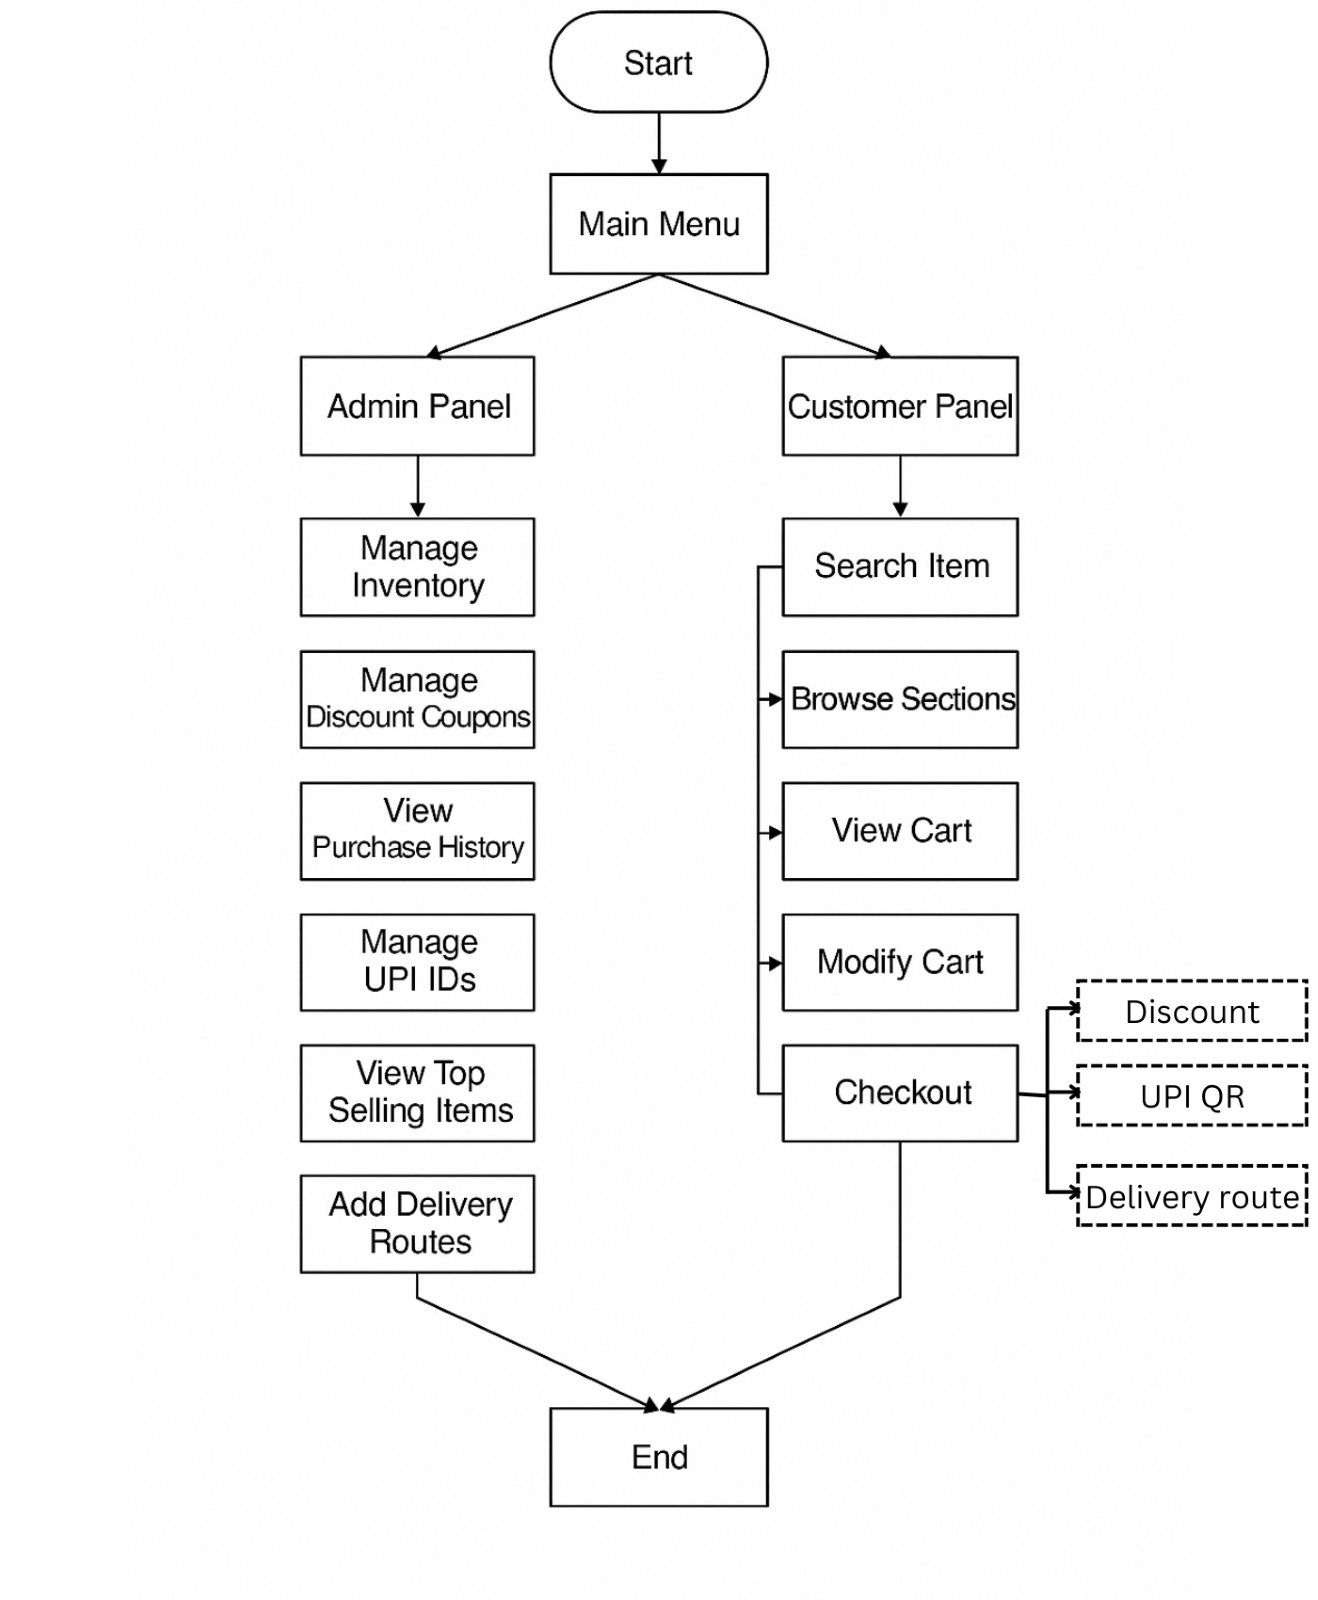 Start
Main Menu
Admin Panel
Customer Panel
Manage
Inventory
Manage
Discount Coupons
View
Purchase History
Manage
UPI IDs
View Top
Selling Items
Add Delivery
Routes
Search Item
Browse Sections
View Cart
Modify Cart
Checkout
Discount
UPI QR
Delivery route
End